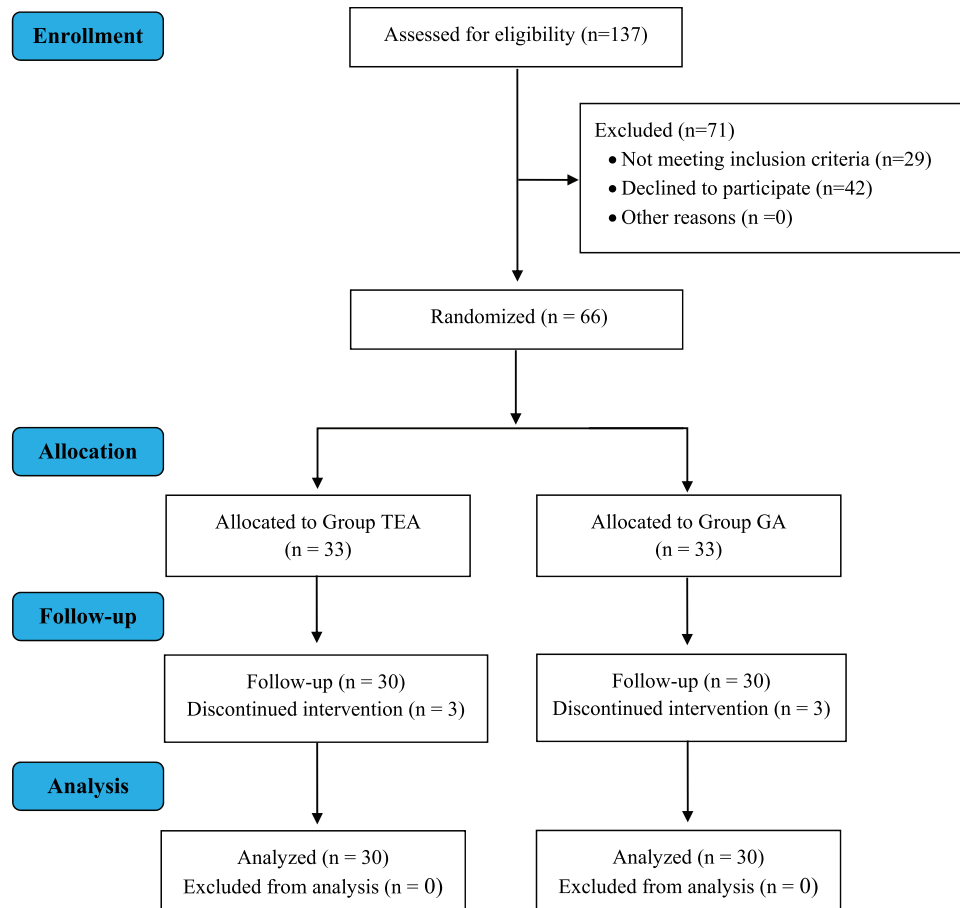 Enrollment
Assessed for eligibility (n=137)
Excluded (n=71)
• Not meeting inclusion criteria (n=29)
• Declined to participate (n=42)
• Other reasons (n =0)
Randomized (n = 66)
Allocation
Allocated to Group TEA
(n = 33)
Allocated to Group GA
(n = 33)
Follow-up
Follow-up (n = 30)
Discontinued intervention (n = 3)
Follow-up (n = 30)
Discontinued intervention (n = 3)
Analysis
Analyzed (n = 30)
Excluded from analysis (n = 0)
Analyzed (n = 30)
Excluded from analysis (n = 0)